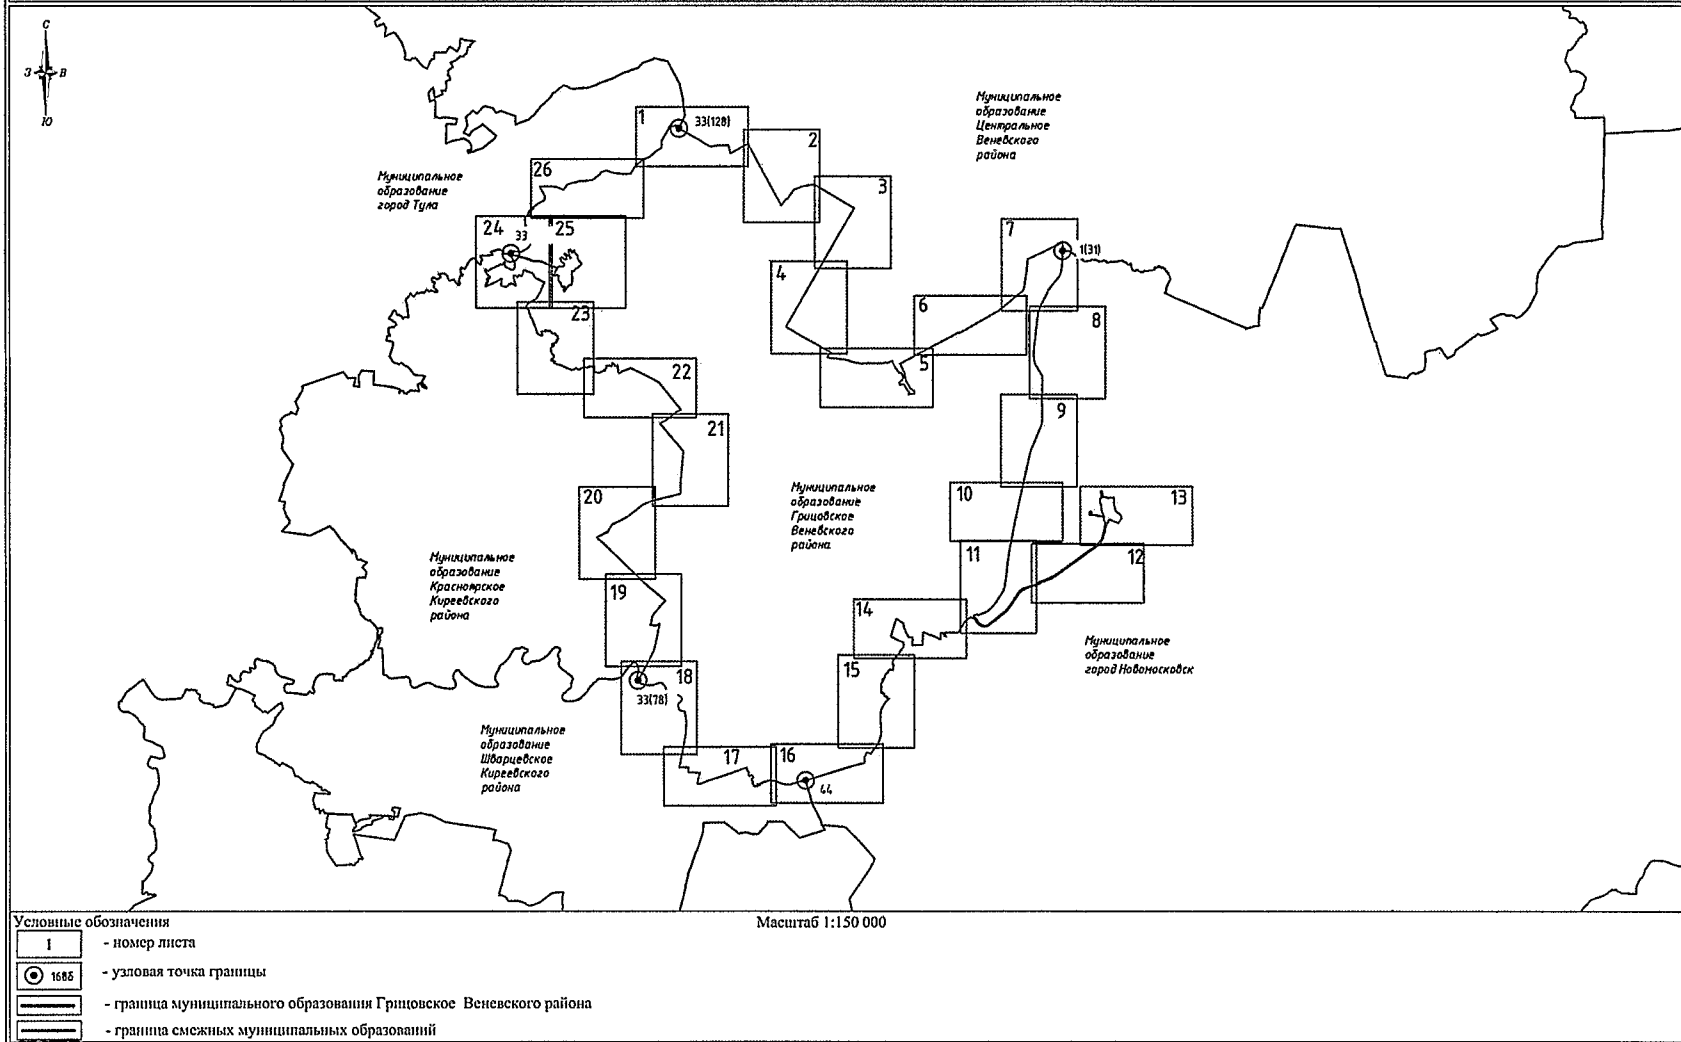 С
З В
Ю
1
33(128)
2
Муниципальное
образование
Центральное
Веневского
района
26
Муниципальное
образование
город Тула
3
24
33
25
7
1(31)
4
6
8
23
5
22
9
21
20
Муниципальное
образование
Грицовское
Веневского
района
10
13
Муниципальное
образование
Красноярское
Киреевского
района
11
12
19
14
Муниципальное
образование
город Новомосковск
15
18
33(78)
Муниципальное
образование
Шварцевское
Киреевского
района
17
16
44
Условные обозначения
Масштаб 1:150 000
1 - номер листа
- узловая точка границы
- граница муниципального образования Грицовское Веневского района
- граница смежных муниципальных образований